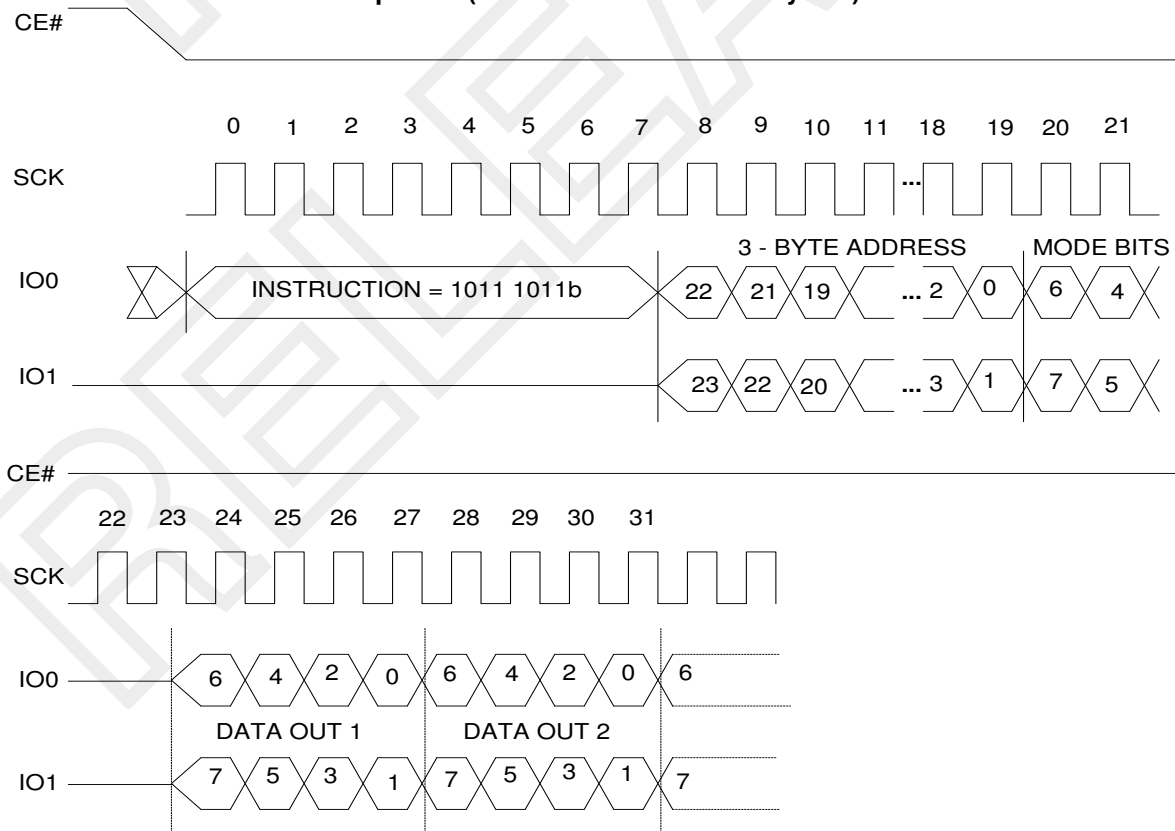 CE#
0 1 2 3 4 5 6 7 8 9 10 11 18 19 20 21
SCK
...
3 - BYTE ADDRESS MODE BITS
IO0
INSTRUCTION = 1011 1011b
22 21 19 ... 2 0 6 4
IO1
23 22 20 ... 3 1 7 5
CE#
22 23 24 25 26 27 28 29 30 31
SCK
IO0
6 4 2 0 6 4 2 0 6
DATA OUT 1 DATA OUT 2
IO1
7 5 3 1 7 5 3 1 7